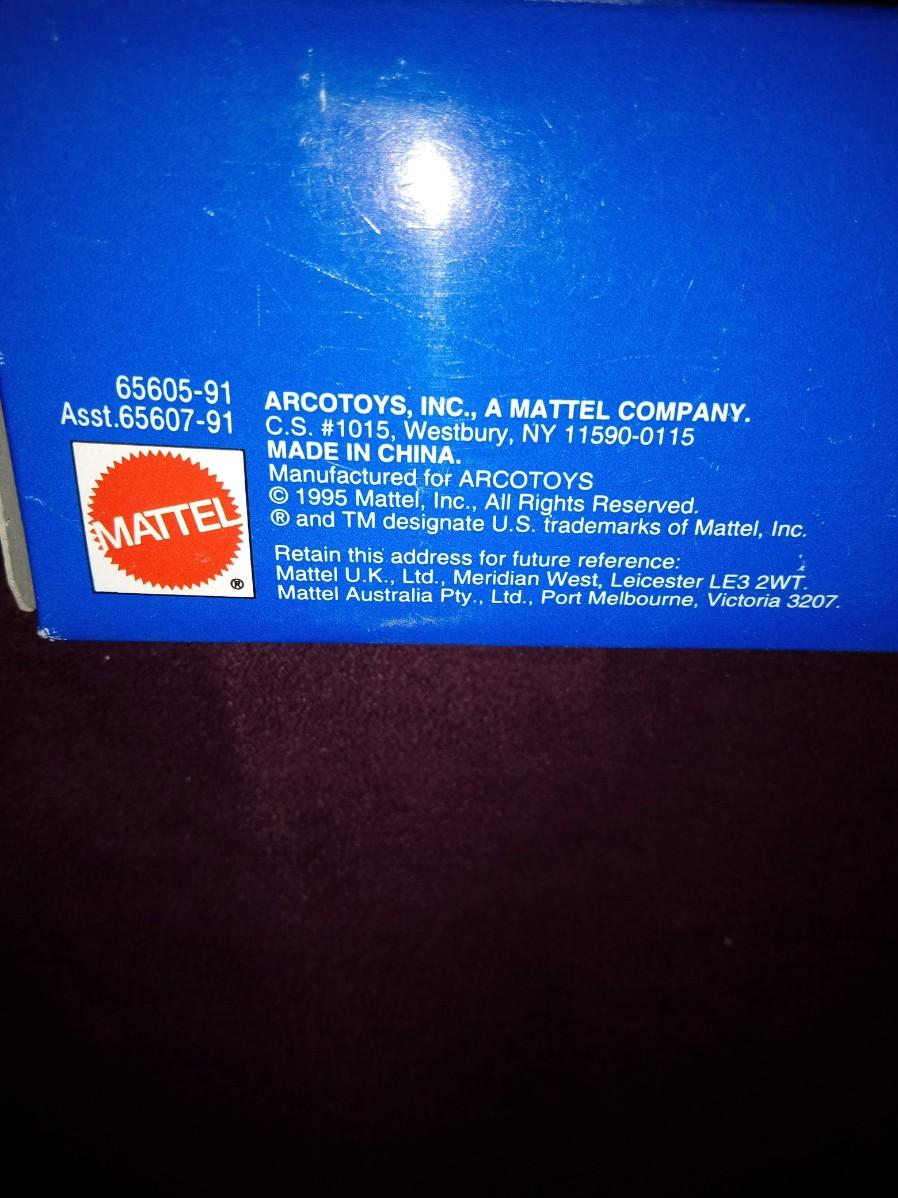 65605-91
Asst.65607-91
MATTEL
®
ARCOTOYS, INC., A MATTEL COMPANY.
C.S. #1015, Westbury, NY 11590-0115
MADE IN CHINA.
Manufactured for ARCOTOYS
© 1995 Mattel, Inc., All Rights Reserved.
® and TM designate U.S. trademarks of Mattel, Inc.
Retain this address for future reference:
Mattel U.K., Ltd., Meridian West, Leicester LE3 2WT.
Mattel Australia Pty., Ltd., Port Melbourne, Victoria 3207.